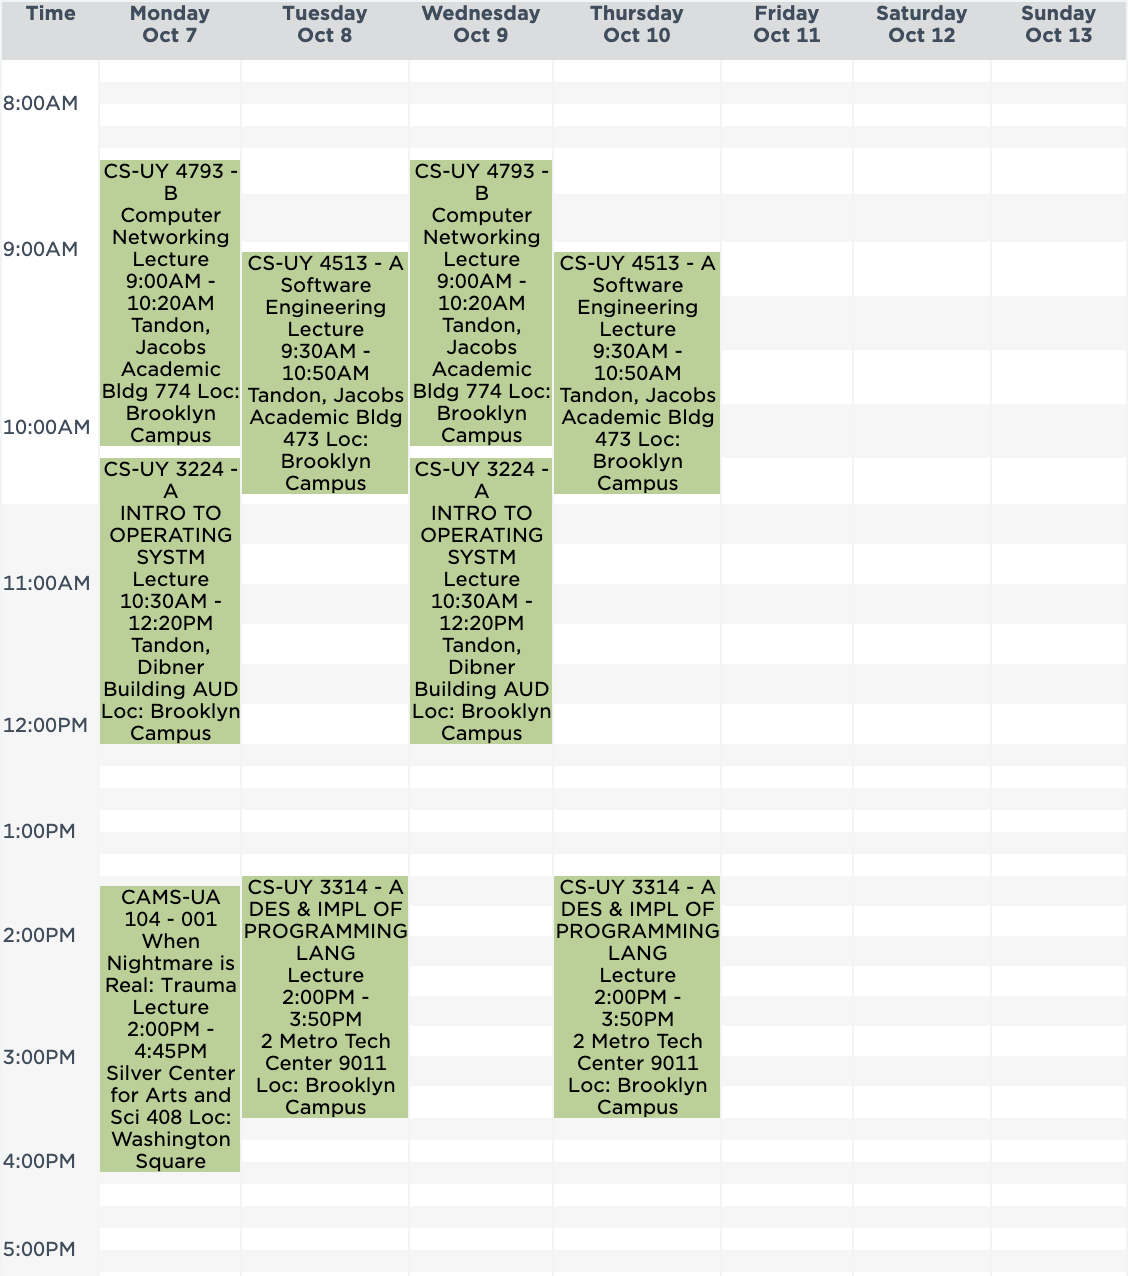 Time
Monday
Oct 7
Tuesday
Oct 8
Wednesday
Oct 9
Thursday
Oct 10
Friday
Oct 11
Saturday
Oct 12
Sunday
Oct 13
8:00AM
9:00AM
10:00AM
11:00AM
12:00PM
1:00PM
2:00PM
3:00PM
4:00PM
5:00PM
CS-UY 4793 -
B
Computer
Networking
Lecture
9:00AM -
10:20AM
Tandon,
Jacobs
Academic
Bldg 774 Loc:
Brooklyn
Campus
CS-UY 3224 -
A
INTRO TO
OPERATING
SYSTM
Lecture
10:30AM -
12:20PM
Tandon,
Dibner
Building AUD
Loc: Brooklyn
Campus
CAMS-UA
104 - 001
When
Nightmare is
Real: Trauma
Lecture
2:00PM -
4:45PM
Silver Center
for Arts and
Sci 408 Loc:
Washington
Square
CS-UY 4513 - A
Software
Engineering
Lecture
9:30AM -
10:50AM
Tandon, Jacobs
Academic Bldg
473 Loc:
Brooklyn
Campus
CS-UY 3314 - A
DES & IMPL OF
PROGRAMMING
LANG
Lecture
2:00PM -
3:50PM
2 Metro Tech
Center 9011
Loc: Brooklyn
Campus
CS-UY 4793 -
B
Computer
Networking
Lecture
9:00AM -
10:20AM
Tandon,
Jacobs
Academic
Bldg 774 Loc:
Brooklyn
Campus
CS-UY 3224 -
A
INTRO TO
OPERATING
SYSTM
Lecture
10:30AM -
12:20PM
Tandon,
Dibner
Building AUD
Loc: Brooklyn
Campus
CS-UY 4513 - A
Software
Engineering
Lecture
9:30AM -
10:50AM
Tandon, Jacobs
Academic Bldg
473 Loc:
Brooklyn
Campus
CS-UY 3314 - A
DES & IMPL OF
PROGRAMMING
LANG
Lecture
2:00PM -
3:50PM
2 Metro Tech
Center 9011
Loc: Brooklyn
Campus